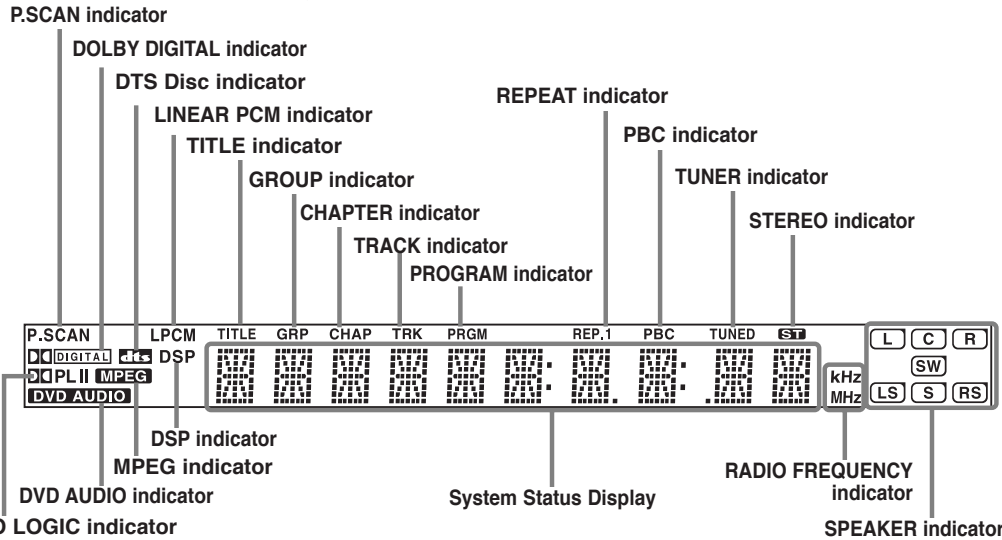 P.SCAN indicator
DOLBY DIGITAL indicator
DTS Disc indicator
LINEAR PCM indicator
TITLE indicator
GROUP indicator
CHAPTER indicator
TRACK indicator
PROGRAM indicator
REPEAT indicator
PBC indicator
TUNER indicator
STEREO indicator
P.SCAN LPCM TITLE GRP CHAP TRK PRGM REP.1 PBC TUNED ST
DIGITAL dts DSP
PL II MPEG
DVD AUDIO
kHz
MHz
L C R
SW
LS S RS
DSP indicator
MPEG indicator
DVD AUDIO indicator
LOGIC indicator
System Status Display
RADIO FREQUENCY
indicator
SPEAKER indicator